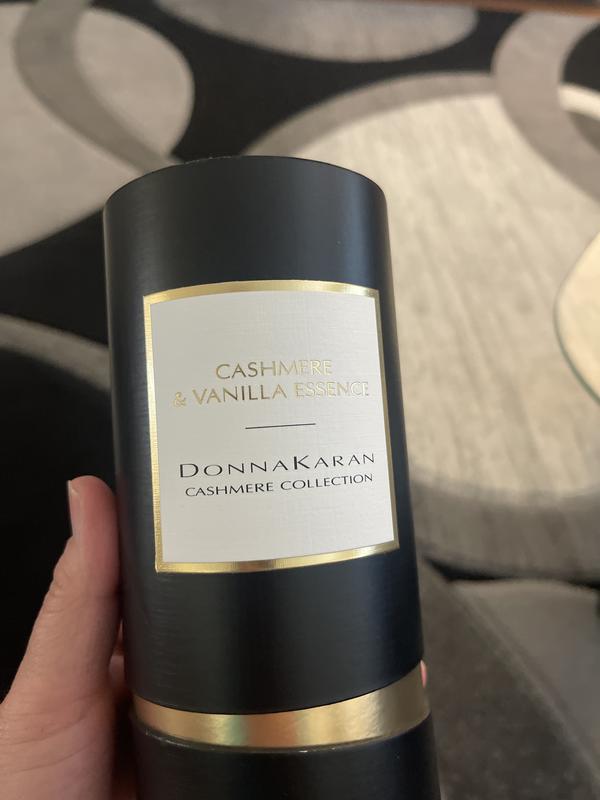 CASHMERE
& VANILLA ESSENCE
DONNAKARAN
CASHMERE COLLECTION